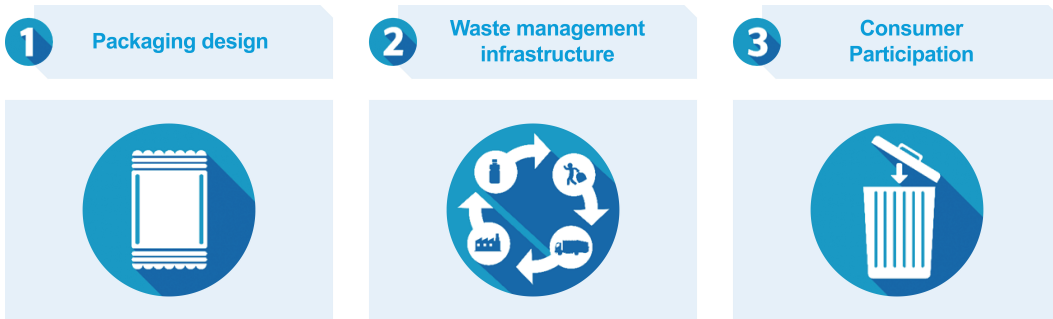 1
Packaging design
2
Waste management
infrastructure
3
Consumer
Participation